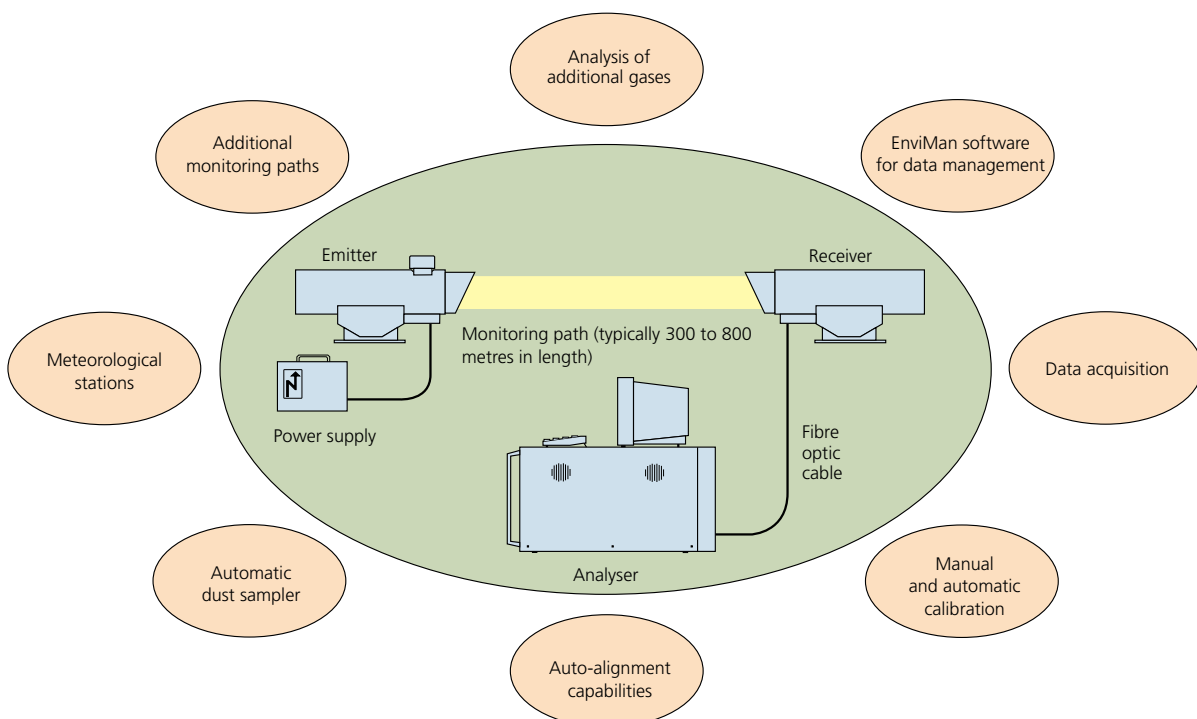 Analysis of
additional gases
Additional
monitoring paths
EnviMan software
for data management
Emitter
Receiver
Monitoring path (typically 300 to 800
metres in length)
Meteorological
stations
Data acquisition
Power supply
Fibre
optic
cable
Analyser
Automatic
dust sampler
Manual
and automatic
calibration
Auto-alignment
capabilities